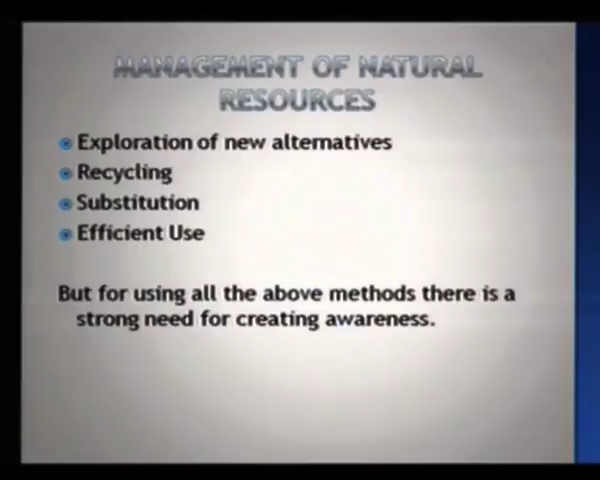 MANAGEMENT OF NATURAL
RESOURCES
Exploration of new alternatives
Recycling
Substitution
Efficient Use
But for using all the above methods there is a
strong need for creating awareness.